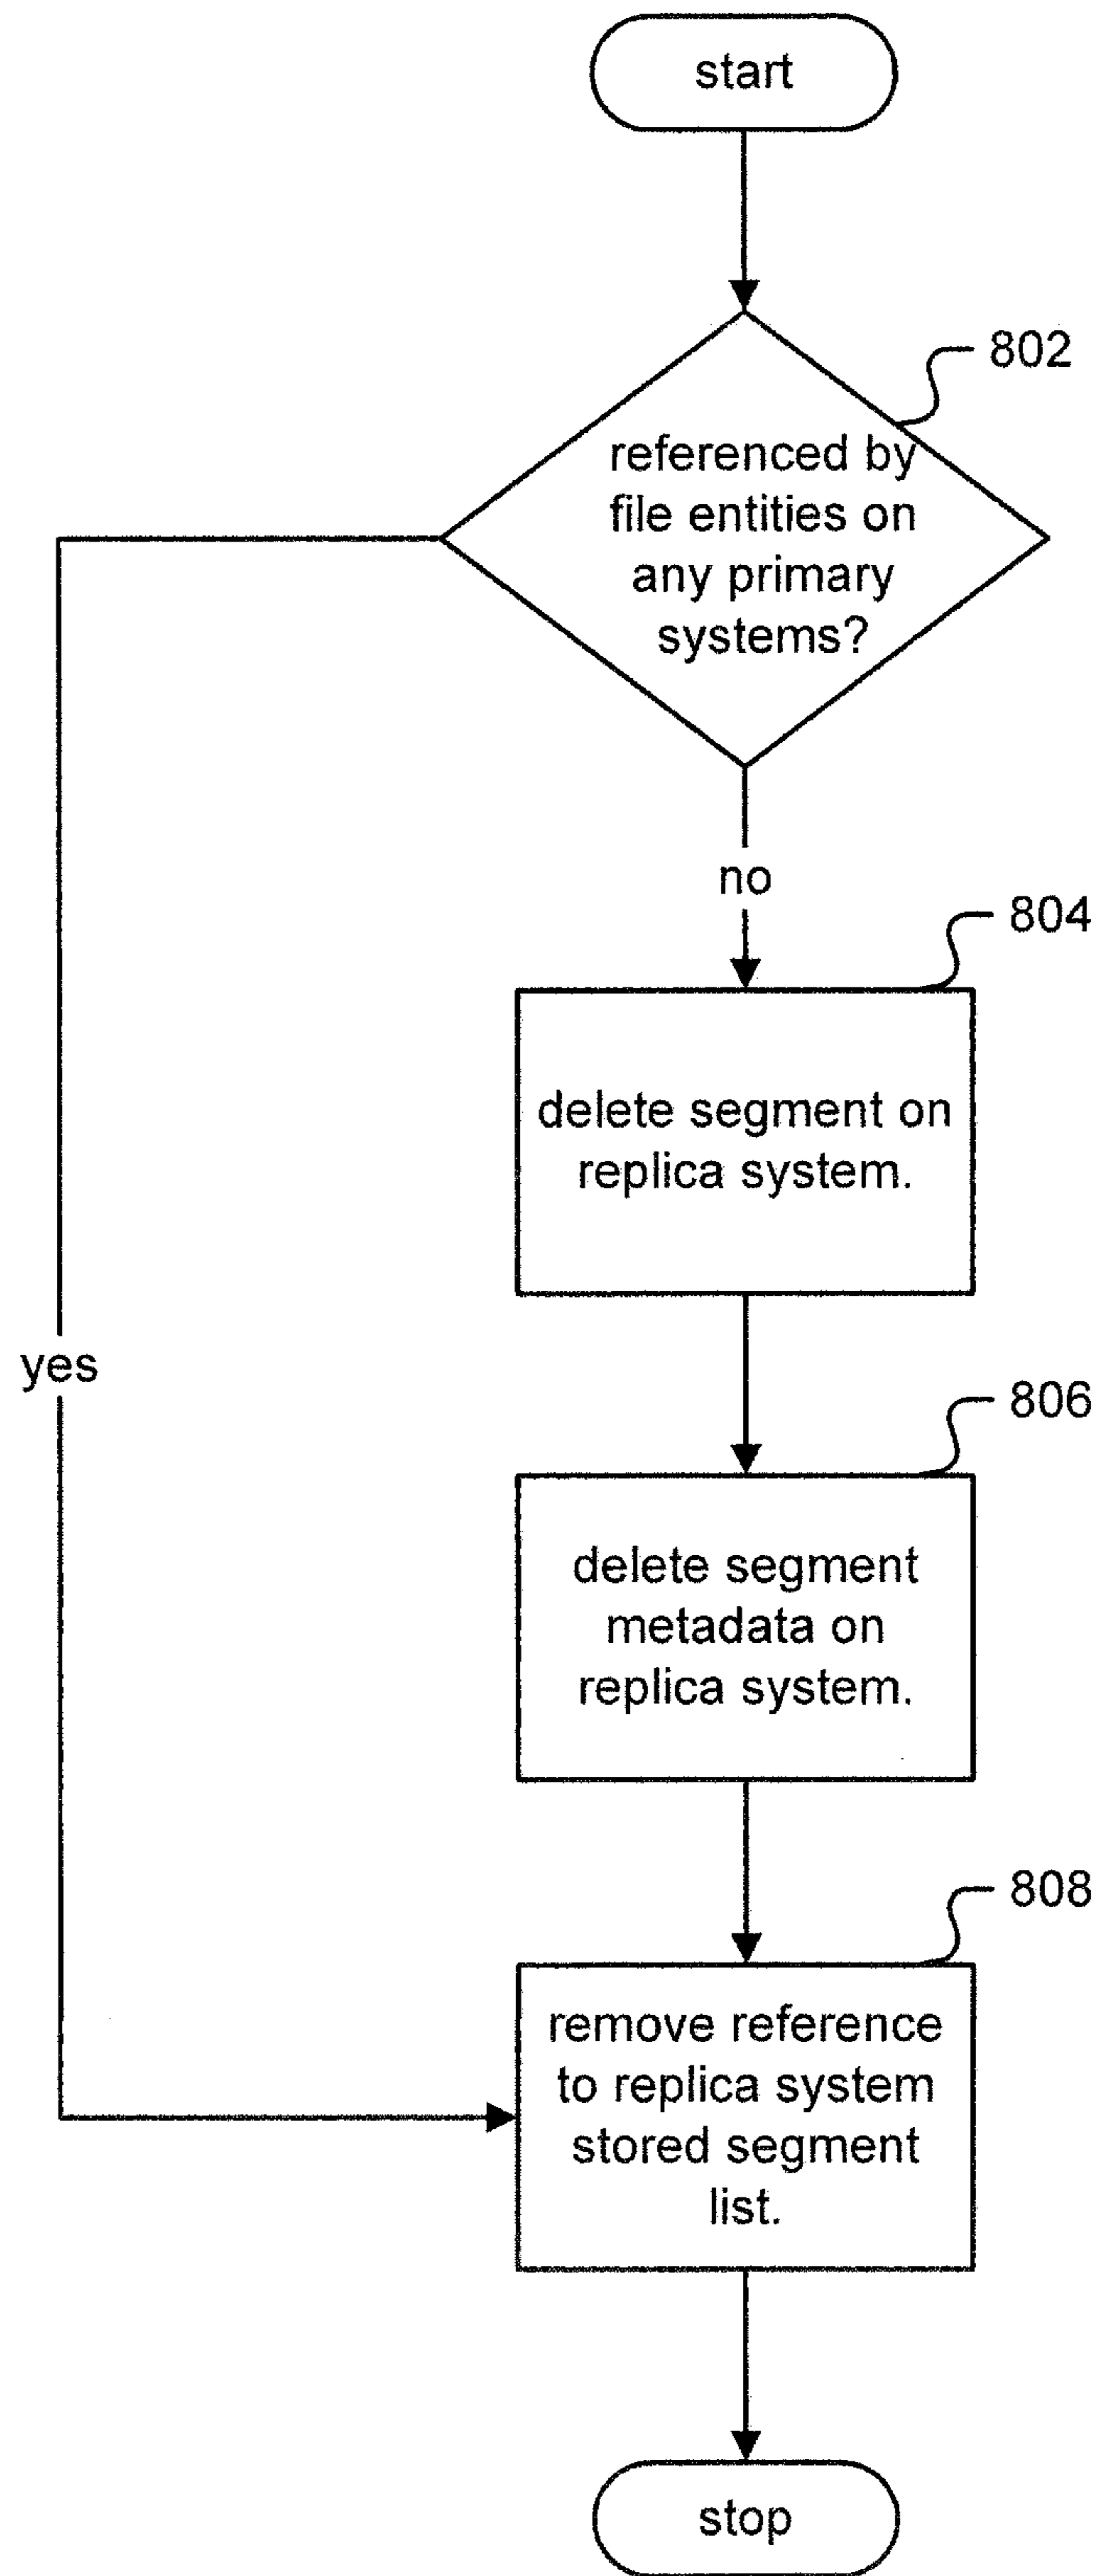 start
802
referenced by
file entities on
any primary
systems?
no
804
delete segment on
replica system.
yes
806
delete segment
metadata on
replica system.
808
remove reference
to replica system
stored segment
list.
stop